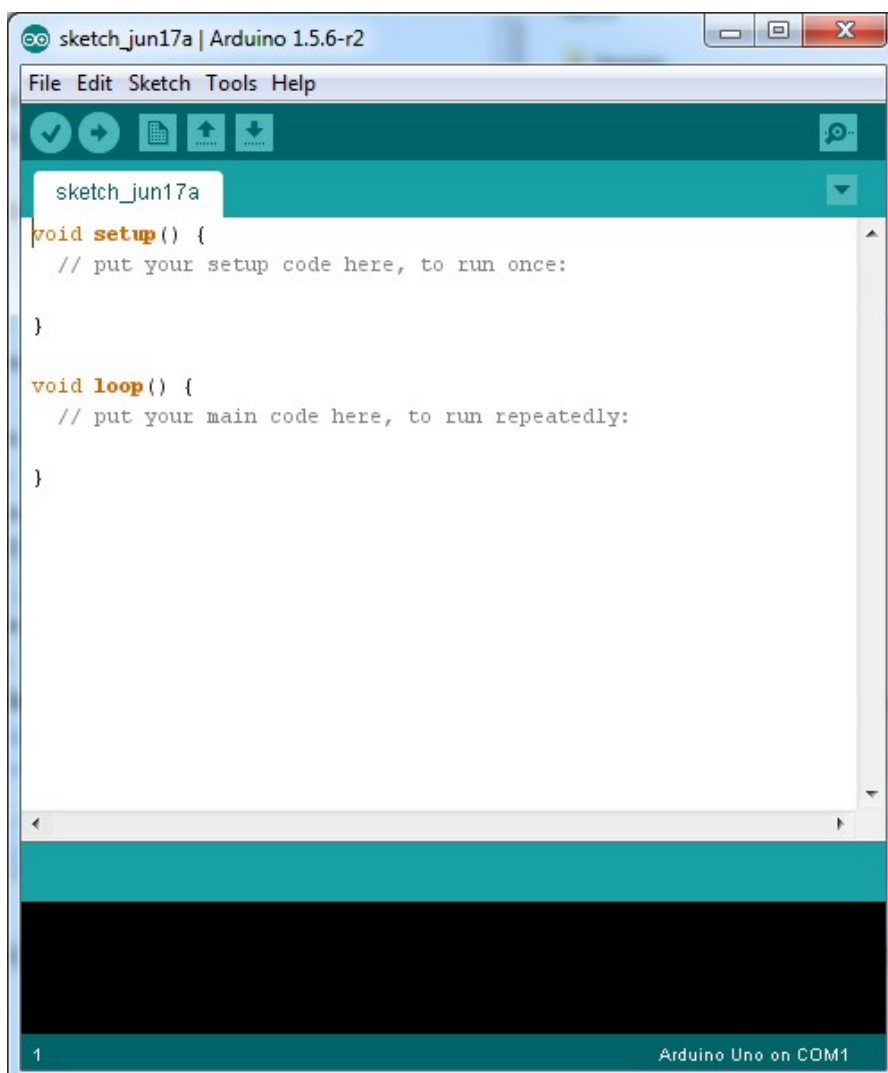 sketch_jun17a | Arduino 1.5.6-r2
File Edit Sketch Tools Help
sketch_jun17a
void setup() {
  // put your setup code here, to run once:
}
void loop() {
  // put your main code here, to run repeatedly:
}
1 Arduino Uno on COM1